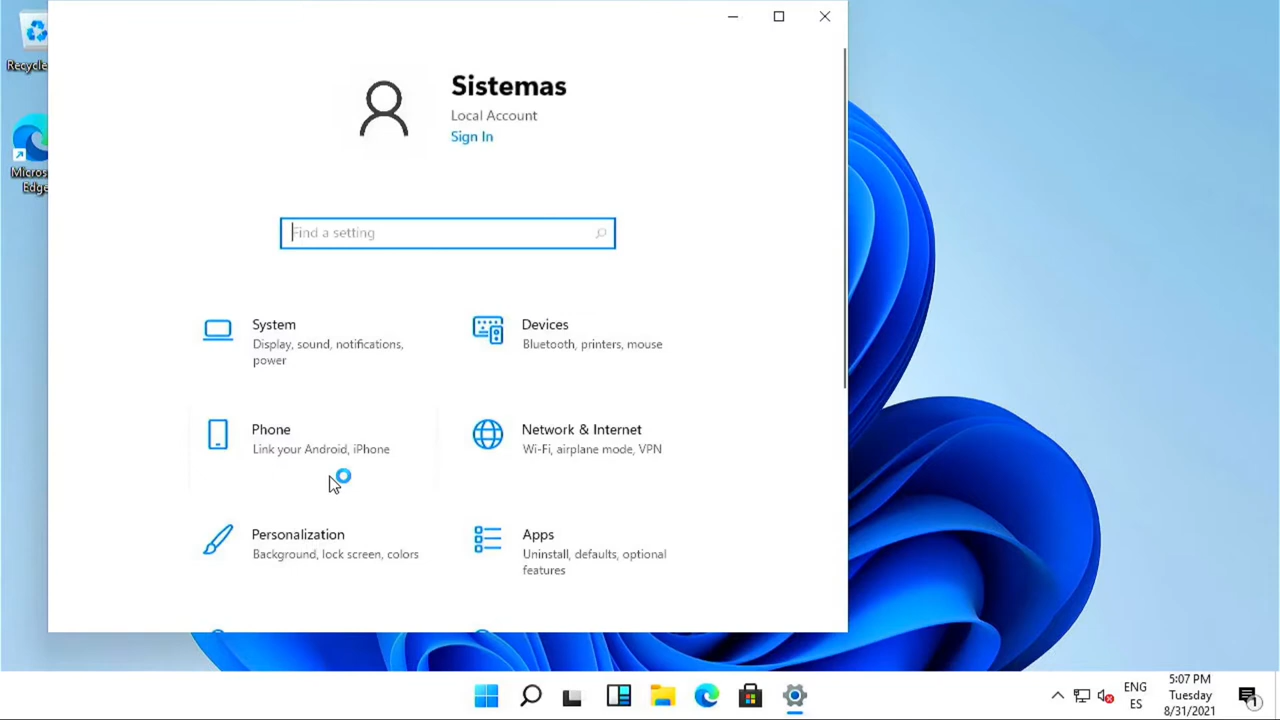 Sistemas
Local Account
Sign In
Recycle
Micros
Edge
Find a setting
System
Display, sound, notifications,
power
Devices
Bluetooth, printers, mouse
Phone
Link your Android, iPhone
Network & Internet
Wi-Fi, airplane mode, VPN
Personalization
Background, lock screen, colors
Apps
Uninstall, defaults, optional
features
ENG
ES
5:07 PM
Tuesday
8/31/2021
1